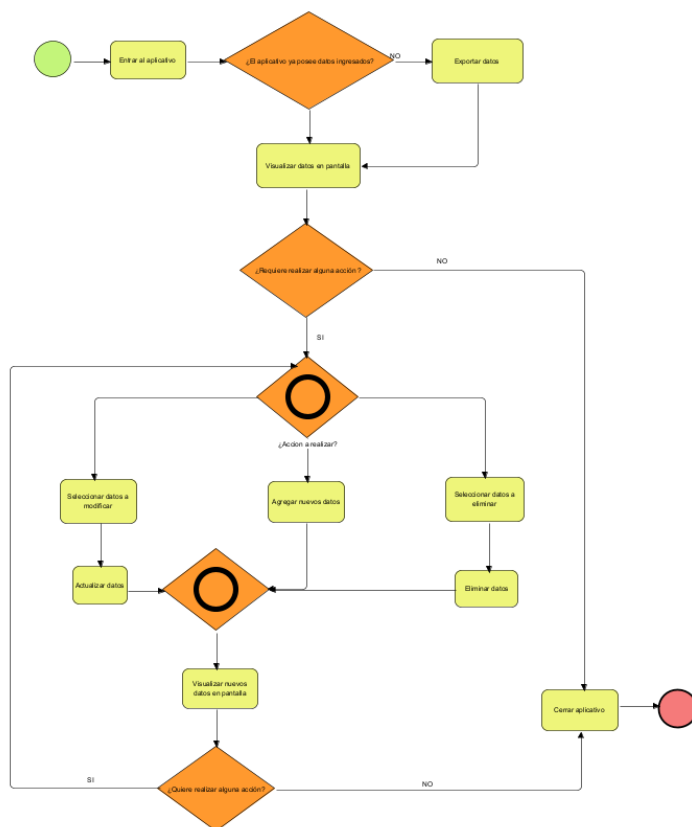 Entrar al aplicativo
¿El aplicativo ya posee datos ingresados?
NO
Exportar datos
Visualizar datos en pantalla
¿Requiere realizar alguna acción ?
NO
SI
¿Accion a realizar?
Seleccionar datos a
modificar
Agregar nuevos datos
Seleccionar datos a
eliminar
Actualizar datos
Eliminar datos
Visualizar nuevos
datos en pantalla
Cerrar aplicativo
SI
¿Quiere realizar alguna acción?
NO